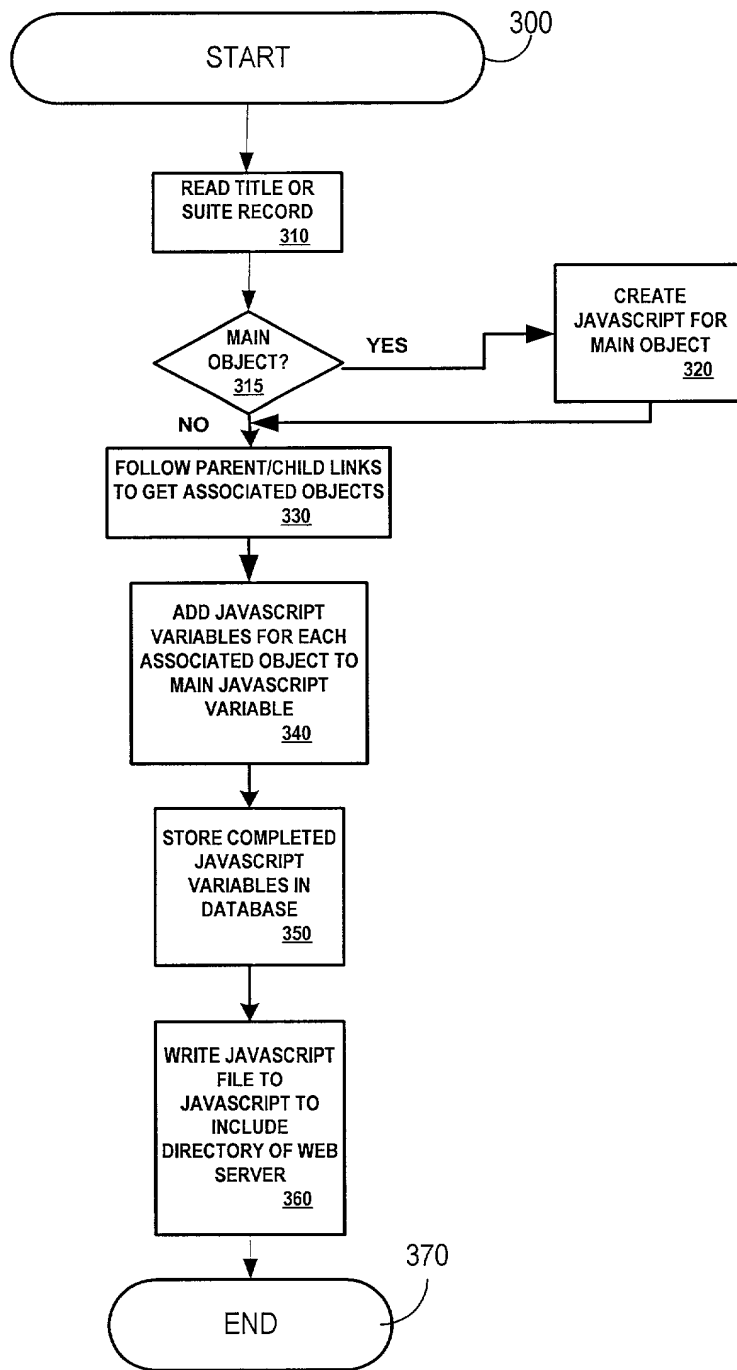 300
START
READ TITLE OR
SUITE RECORD
310
MAIN
OBJECT?
315
YES
CREATE
JAVASCRIPT FOR
MAIN OBJECT
320
NO
FOLLOW PARENT/CHILD LINKS
TO GET ASSOCIATED OBJECTS
330
ADD JAVASCRIPT
VARIABLES FOR EACH
ASSOCIATED OBJECT TO
MAIN JAVASCRIPT
VARIABLE
340
STORE COMPLETED
JAVASCRIPT
VARIABLES IN
DATABASE
350
WRITE JAVASCRIPT
FILE TO
JAVASCRIPT TO
INCLUDE
DIRECTORY OF WEB
SERVER
360
370
END